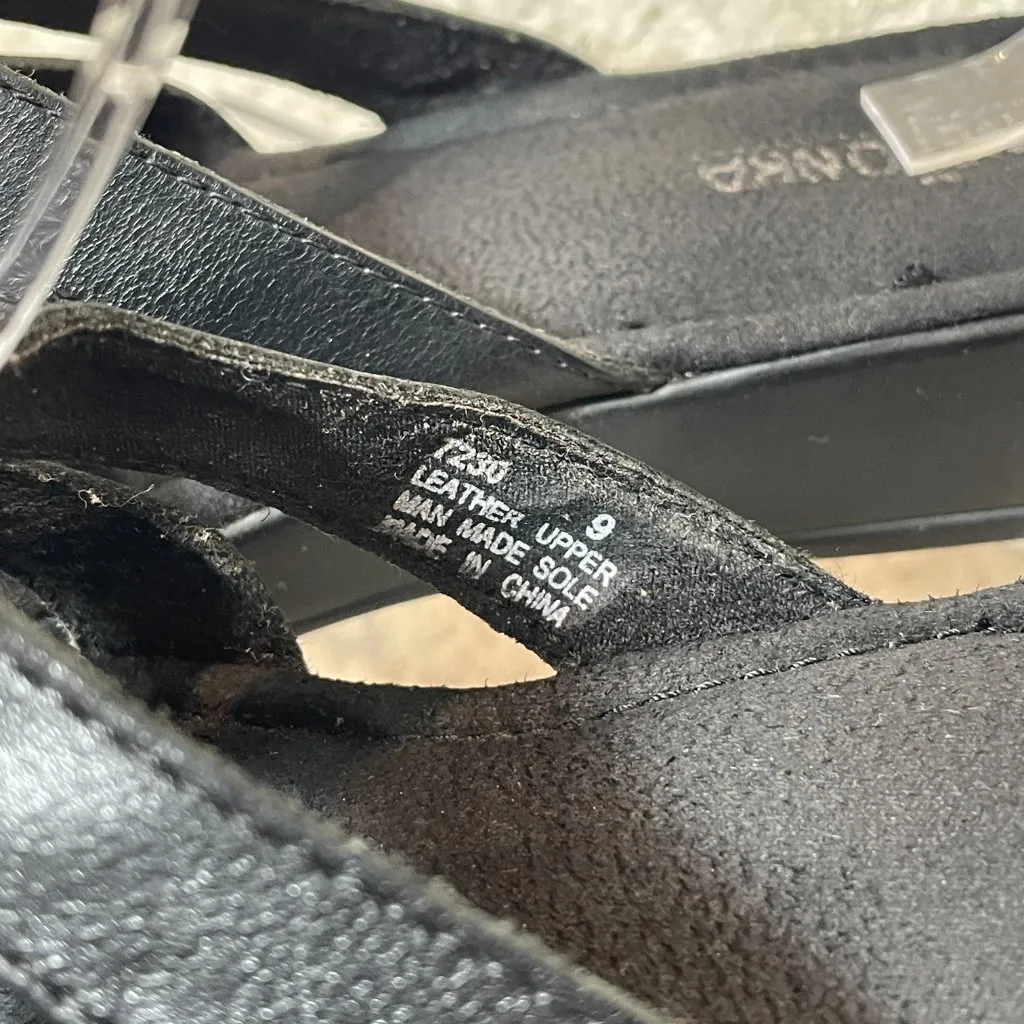 7230 9
LEATHER UPPER
MAN MADE SOLE
MADE IN CHINA